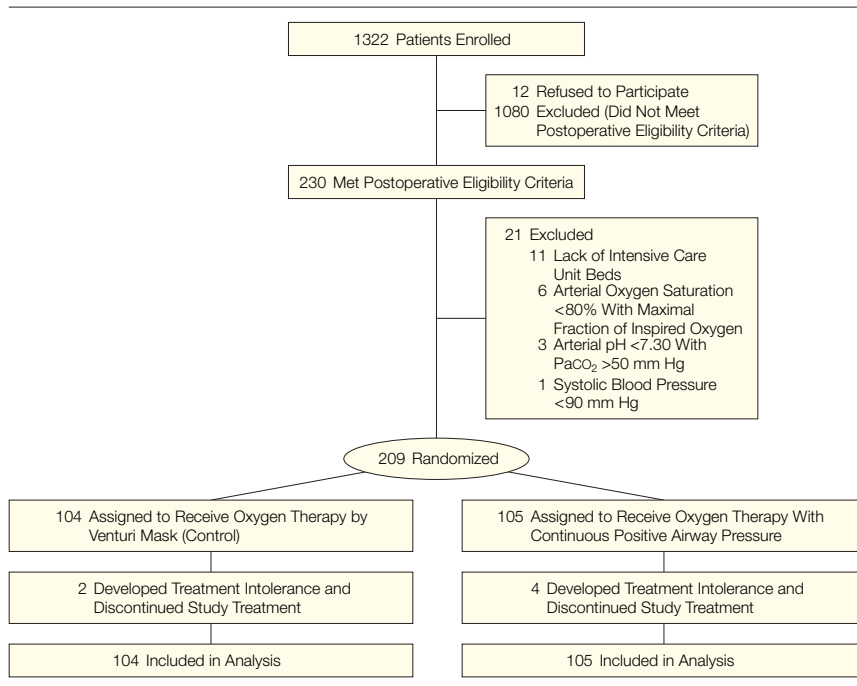 1322 Patients Enrolled
12 Refused to Participate
1080 Excluded (Did Not Meet
Postoperative Eligibility Criteria)
230 Met Postoperative Eligibility Criteria
21 Excluded
11 Lack of Intensive Care
Unit Beds
6 Arterial Oxygen Saturation
<80% With Maximal
Fraction of Inspired Oxygen
3 Arterial pH <7.30 With
PaCO₂ >50 mm Hg
1 Systolic Blood Pressure
<90 mm Hg
209 Randomized
104 Assigned to Receive Oxygen Therapy by
Venturi Mask (Control)
2 Developed Treatment Intolerance and
Discontinued Study Treatment
104 Included in Analysis
105 Assigned to Receive Oxygen Therapy With
Continuous Positive Airway Pressure
4 Developed Treatment Intolerance and
Discontinued Study Treatment
105 Included in Analysis